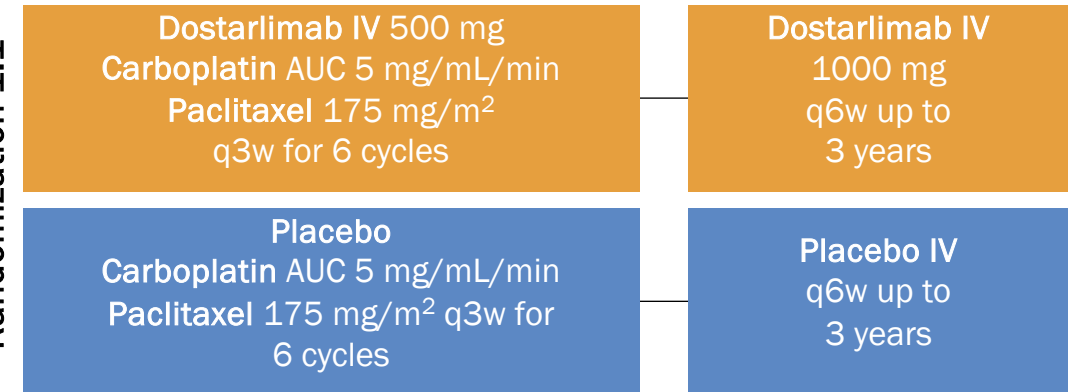 Dostarlimab IV 500 mg
Carboplatin AUC 5 mg/mL/min
Paclitaxel 175 mg/m²
q3w for 6 cycles
Dostarlimab IV
1000 mg
q6w up to
3 years
Placebo
Carboplatin AUC 5 mg/mL/min
Paclitaxel 175 mg/m² q3w for
6 cycles
Placebo IV
q6w up to
3 years